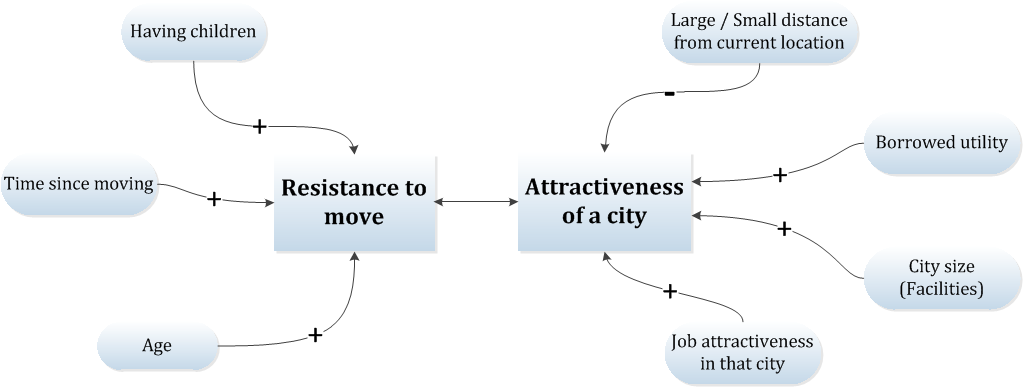 Having children
+
Time since moving
+
Age
+
Resistance to
move
Large / Small distance
from current location
-
Attractiveness
of a city
Borrowed utility
+
City size
(Facilities)
+
Job attractiveness
in that city
+